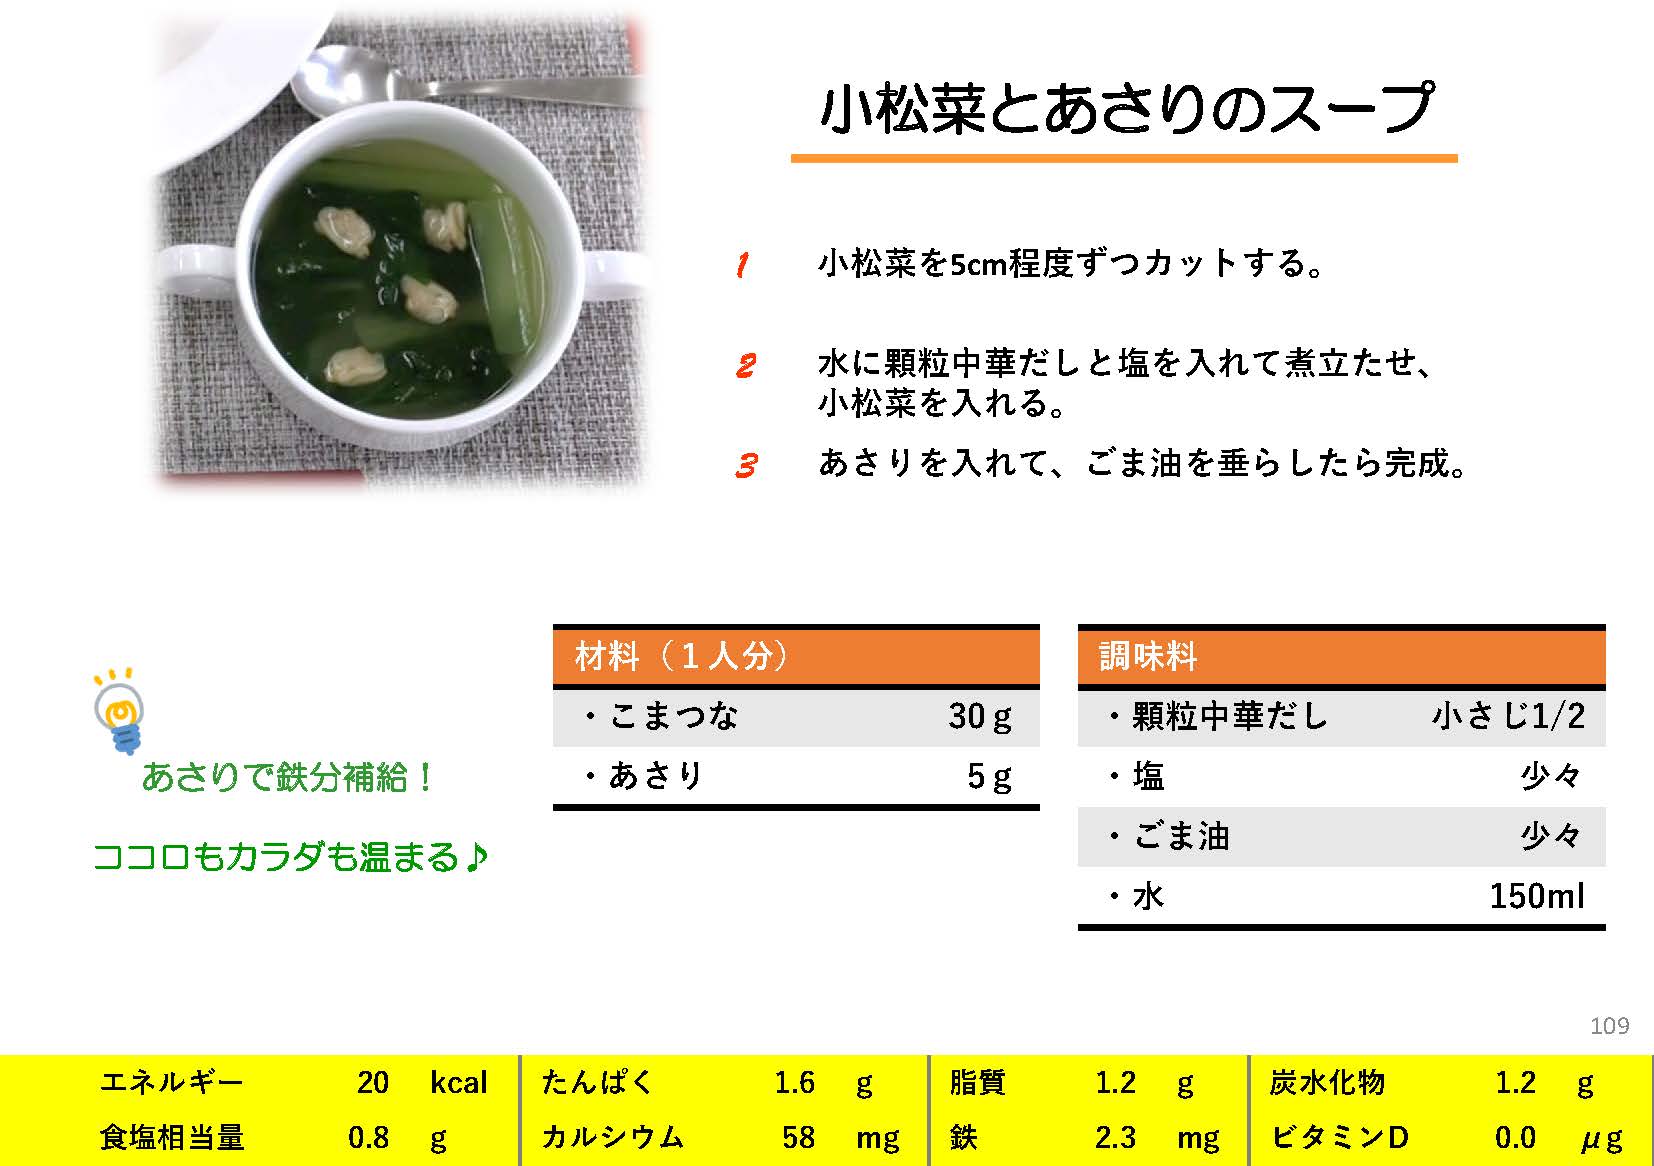 小松菜とあさりのスープ
1 小松菜を5cm程度ずつカットする。
2 水に顆粒中華だしと塩を入れて煮立たせ、
小松菜を入れる。
3 あさりを入れて、ごま油を垂らしたら完成。
あさりで鉄分補給！
ココロもカラダも温まる♪
材料（１人分）
・こまつな 30ｇ
・あさり 5ｇ
調味料
・顆粒中華だし 小さじ1/2
・塩 少々
・ごま油 少々
・水 150ml
109
エネルギー 20 kcal たんぱく 1.6 g 脂質 1.2 g 炭水化物 1.2 g
食塩相当量 0.8 g カルシウム 58 mg 鉄 2.3 mg ビタミンD 0.0 μg